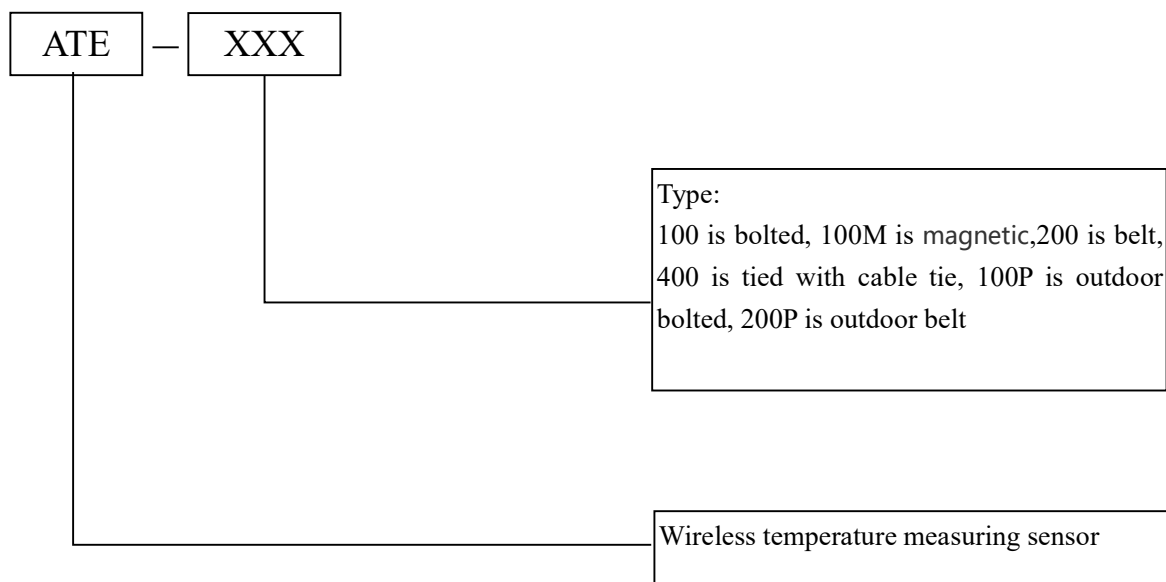 ATE — XXX
Type:
100 is bolted, 100M is magnetic,200 is belt,
400 is tied with cable tie, 100P is outdoor
bolted, 200P is outdoor belt
Wireless temperature measuring sensor